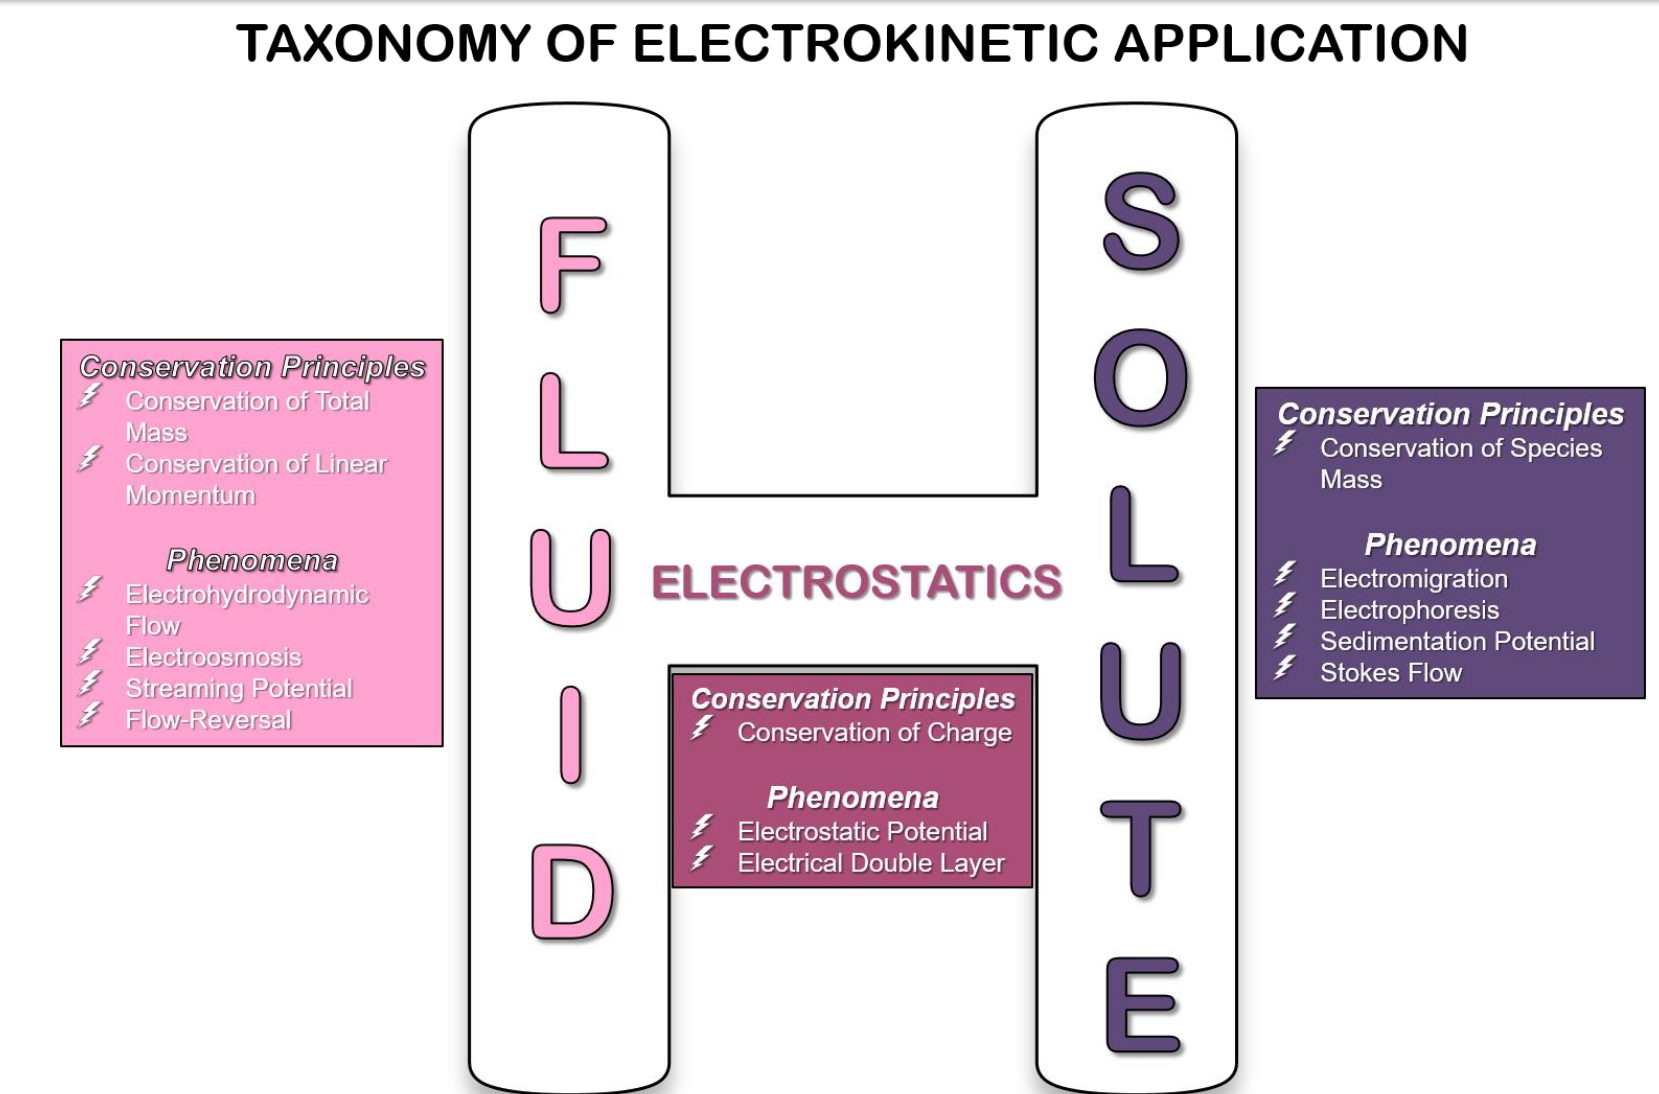 TAXONOMY OF ELECTROKINETIC APPLICATION
FLUID
Conservation Principles
Conservation of Total
Mass
Conservation of Linear
Momentum
Phenomena
Electrohydrodynamic
Flow
Electroosmosis
Streaming Potential
Flow-Reversal
ELECTROSTATICS
Conservation Principles
Conservation of Charge
Phenomena
Electrostatic Potential
Electrical Double Layer
SOLUTE
Conservation Principles
Conservation of Species
Mass
Phenomena
Electromigration
Electrophoresis
Sedimentation Potential
Stokes Flow